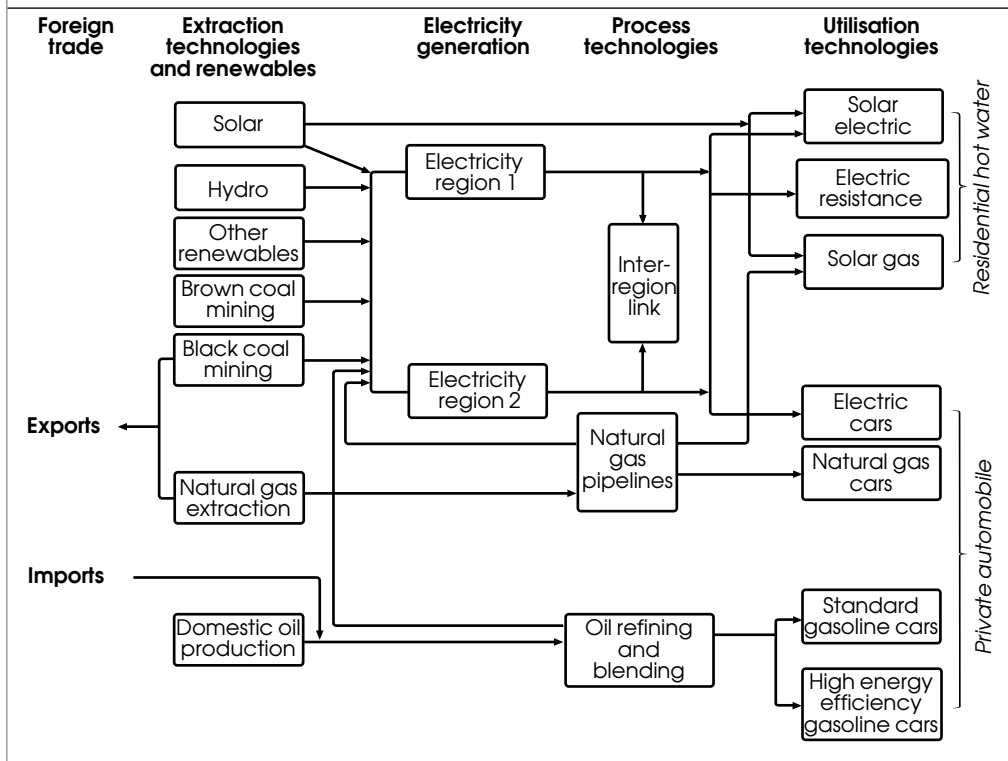 Foreign
trade
Extraction
technologies
and renewables
Electricity
generation
Process
technologies
Utilisation
technologies
Solar
Hydro
Other
renewables
Brown coal
mining
Black coal
mining
Exports
Natural gas
extraction
Imports
Domestic oil
production
Electricity
region 1
Electricity
region 2
Inter-
region
link
Natural
gas
pipelines
Oil refining
and
blending
Solar
electric
Electric
resistance
Solar gas
Residential hot water
Electric
cars
Natural gas
cars
Standard
gasoline cars
High energy
efficiency
gasoline cars
Private automobile